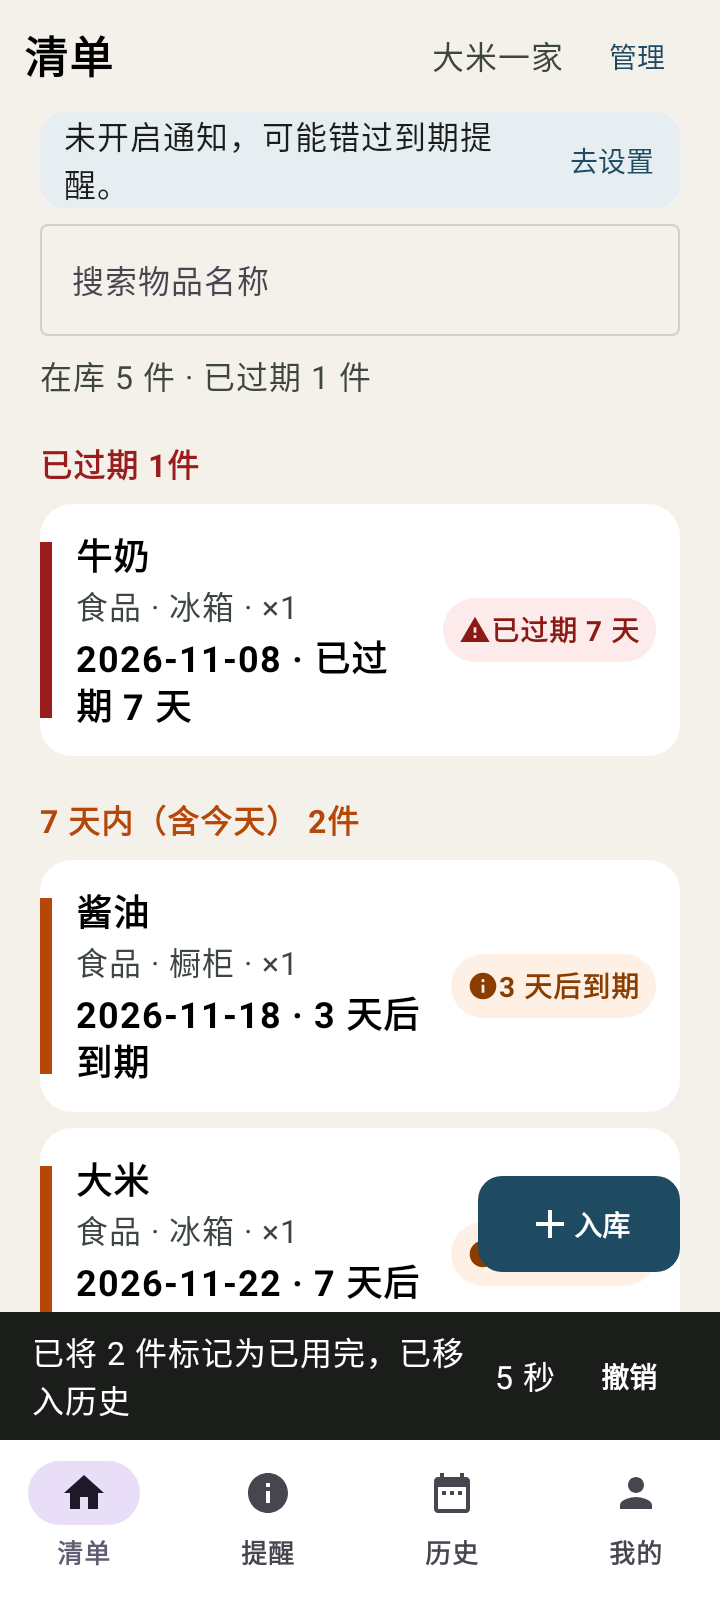 清单
大米一家
管理
未开启通知，可能错过到期提
醒。
去设置
搜索物品名称
在库 5 件 · 已过期 1 件
已过期 1件
牛奶
食品 · 冰箱 · ×1
2026-11-08 · 已过
期 7 天
已过期 7 天
7 天内（含今天） 2件
酱油
食品 · 橱柜 · ×1
2026-11-18 · 3 天后
到期
3 天后到期
大米
食品 · 冰箱 · ×1
2026-11-22 · 7 天后
入库
已将 2 件标记为已用完，已移
入历史
5 秒
撤销
清单
提醒
历史
我的